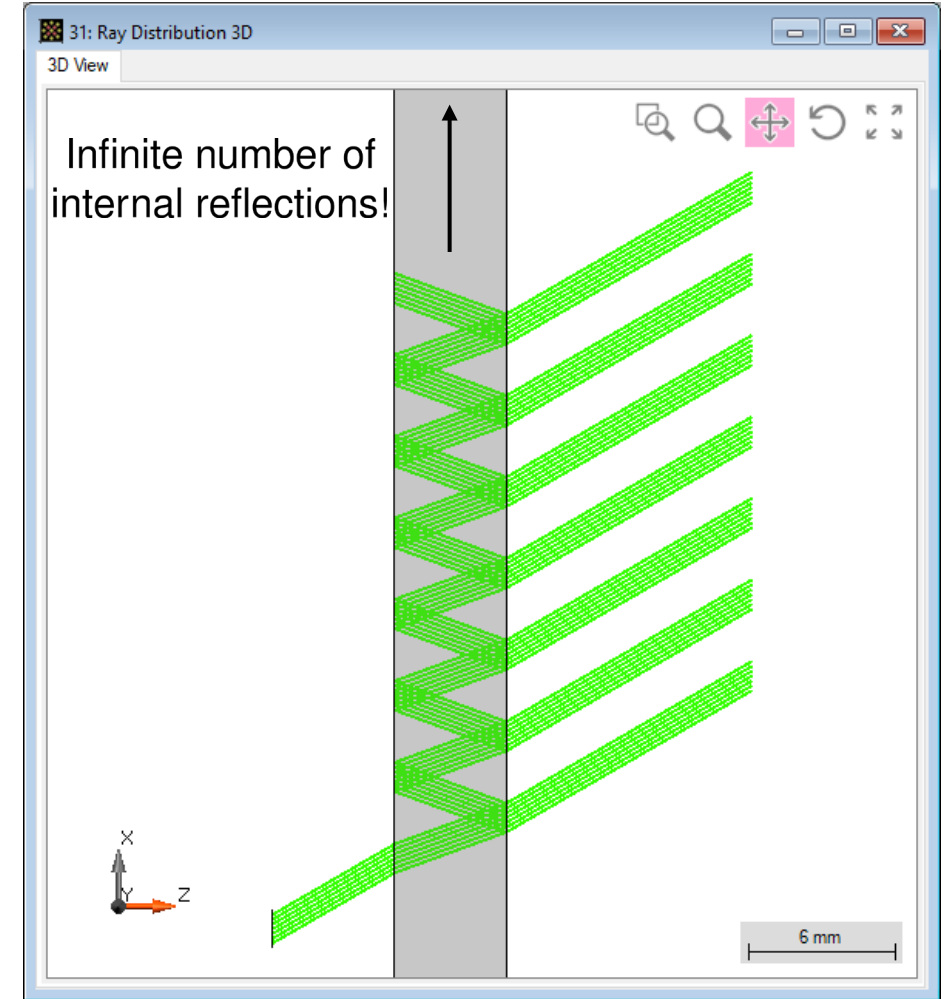 31: Ray Distribution 3D
3D View
Infinite number of
internal reflections!
X
Y
Z
6 mm